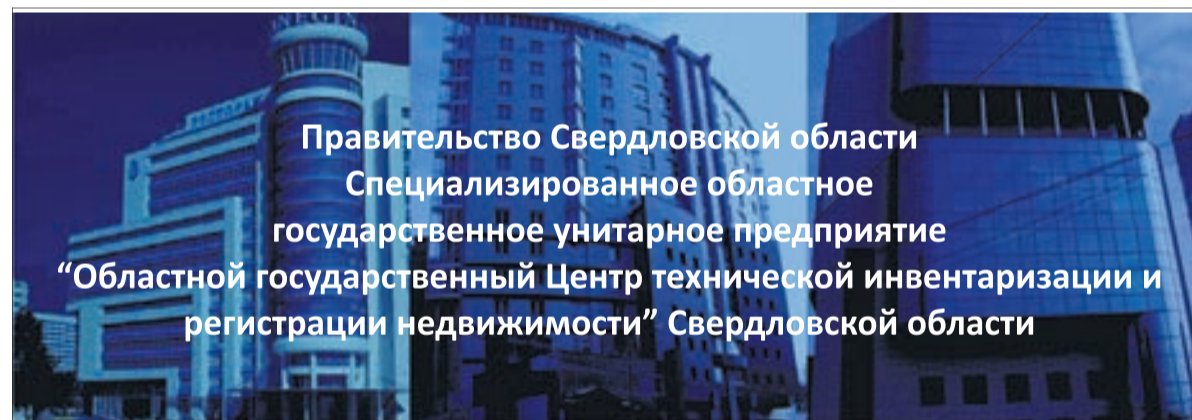 Правительство Свердловской области
Специализированное областное
государственное унитарное предприятие
“Областной государственный Центр технической инвентаризации и
регистрации недвижимости” Свердловской области